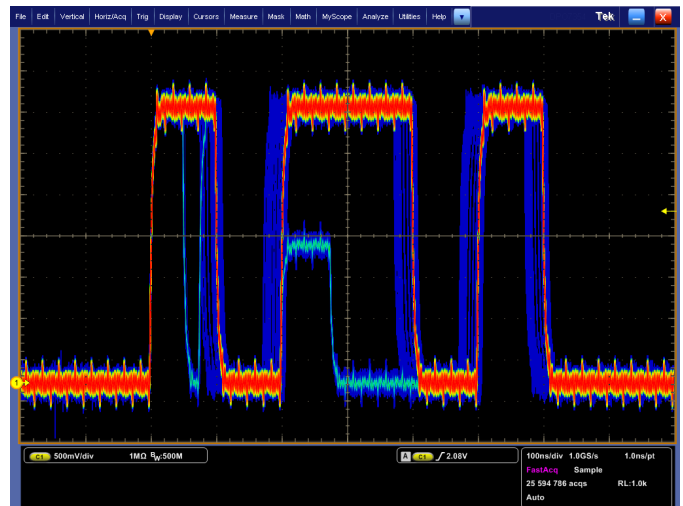 File Edit Vertical Horiz/Acq Trig Display Cursors Measure Mask Math MyScope Analyze Utilities Help Tek X
1
C1 500mV/div 1MΩ BW:500M
A C1 2.08V
100ns/div 1.0GS/s 1.0ns/pt
FastAcq Sample
25 594 786 acqs RL:1.0k
Auto